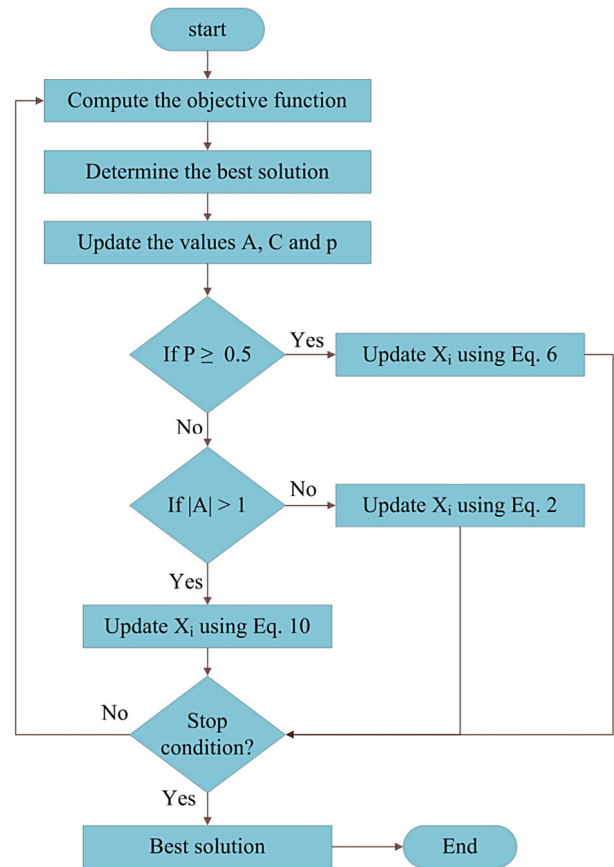 start
Compute the objective function
Determine the best solution
Update the values A, C and p
If P ≥ 0.5
Yes
Update Xᵢ using Eq. 6
No
If |A| > 1
No
Update Xᵢ using Eq. 2
Yes
Update Xᵢ using Eq. 10
No
Stop
condition?
Yes
Best solution
End